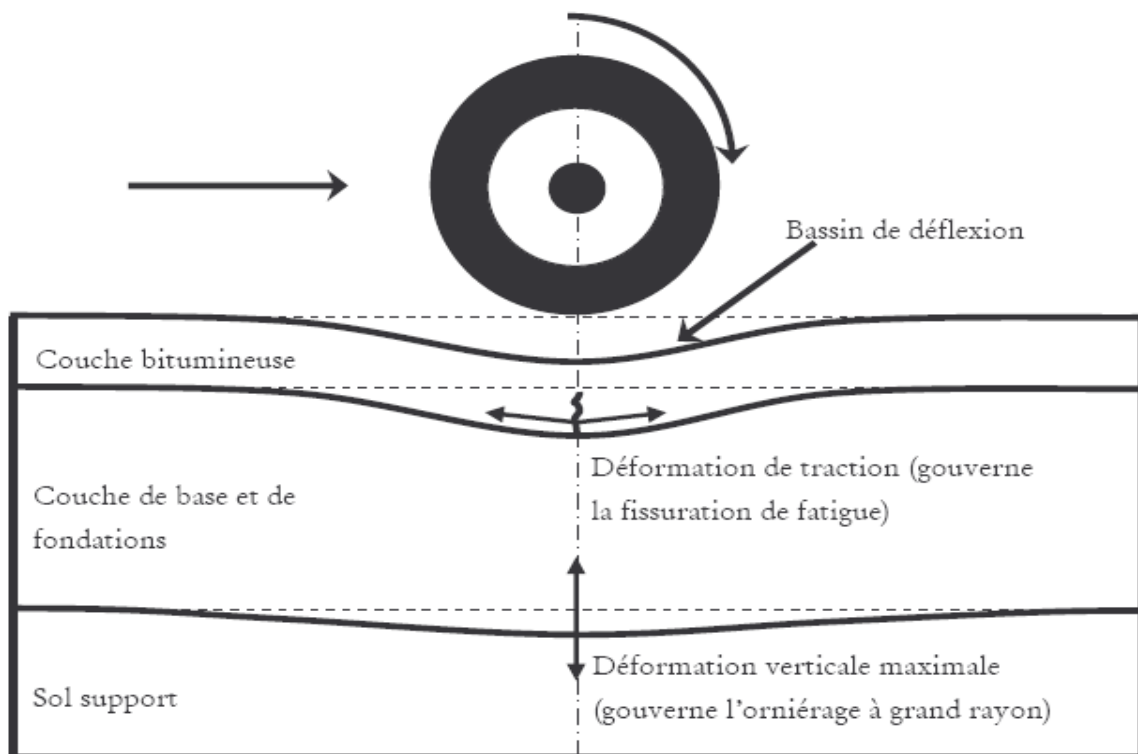 Bassin de déflexion
Couche bitumineuse
Déformation de traction (gouverne
la fissuration de fatigue)
Couche de base et de
fondations
Déformation verticale maximale
(gouverne l'orniérage à grand rayon)
Sol support